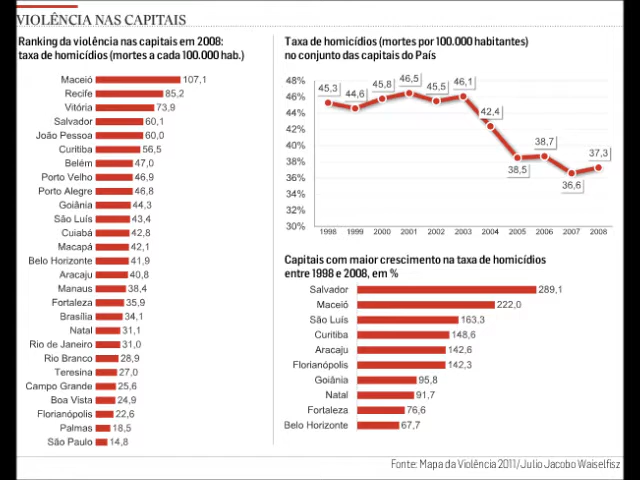 VIOLÊNCIA NAS CAPITAIS
Ranking da violência nas capitais em 2008:
taxa de homicídios (mortes a cada 100.000 hab.)
Maceió 107,1
Recife 85,2
Vitória 73,9
Salvador 60,1
João Pessoa 60,0
Curitiba 56,5
Belém 47,0
Porto Velho 46,9
Porto Alegre 46,8
Goiânia 44,3
São Luís 43,4
Cuiabá 42,8
Macapá 42,1
Belo Horizonte 41,9
Aracaju 40,8
Manaus 38,4
Fortaleza 35,9
Brasília 34,1
Natal 31,1
Rio de Janeiro 31,0
Rio Branco 28,9
Teresina 27,0
Campo Grande 25,6
Boa Vista 24,9
Florianópolis 22,6
Palmas 18,5
São Paulo 14,8
Taxa de homicídios (mortes por 100.000 habitantes)
no conjunto das capitais do País
48%
46%
44%
42%
40%
38%
36%
34%
32%
30%
45,3 44,6 45,8 46,5 45,5 46,1 42,4 38,5 38,7 36,6 37,3
1998 1999 2000 2001 2002 2003 2004 2005 2006 2007 2008
Capitais com maior crescimento na taxa de homicídios
entre 1998 e 2008, em %
Salvador 289,1
Maceió 222,0
São Luís 163,3
Curitiba 148,6
Aracaju 142,6
Florianópolis 142,3
Goiânia 95,8
Natal 91,7
Fortaleza 76,6
Belo Horizonte 67,7
Fonte: Mapa da Violência 2011/Julio Jacobo Waiselfisz